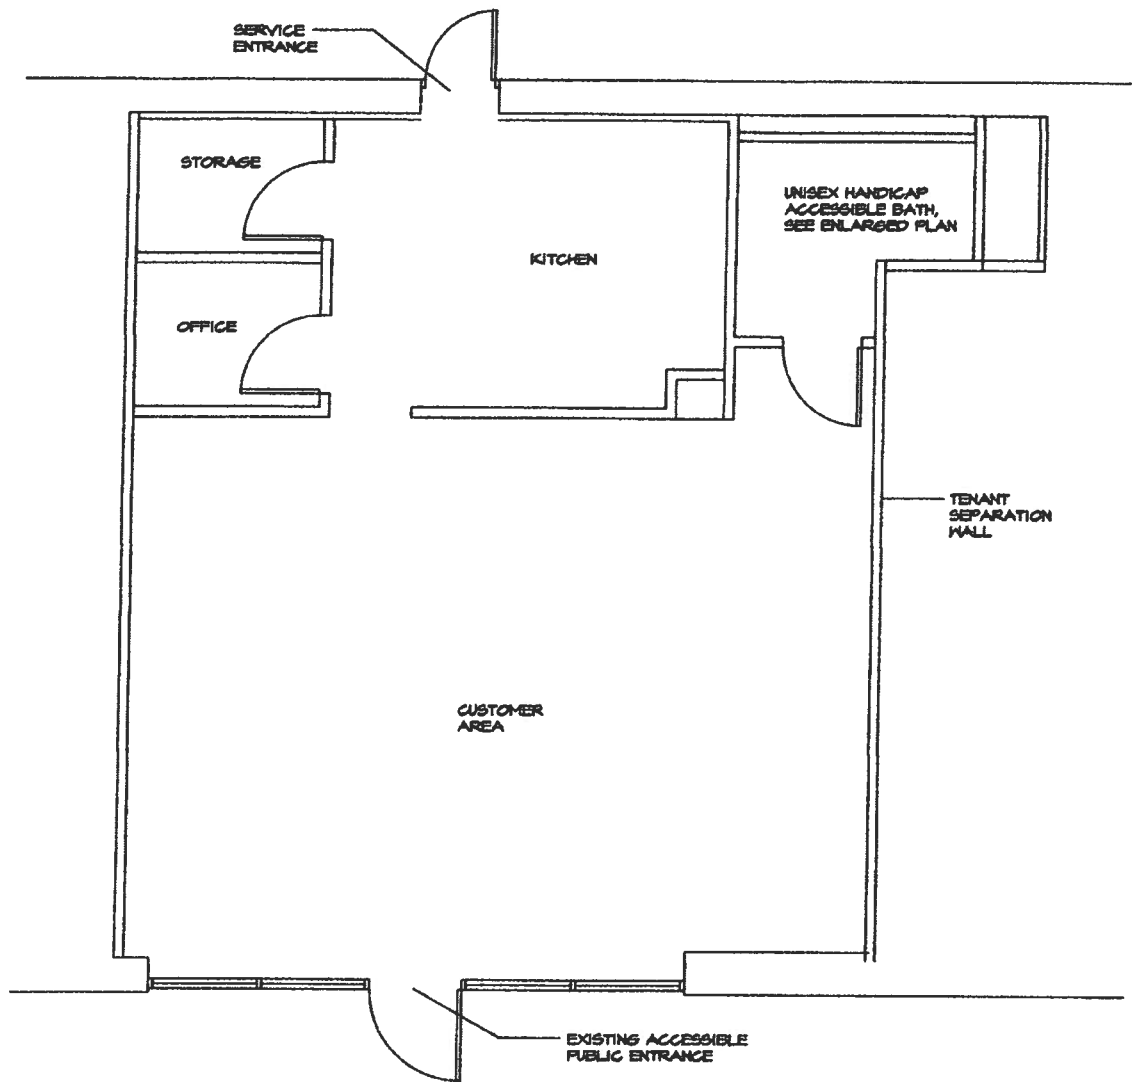 SERVICE
ENTRANCE
STORAGE
UNISEX HANDICAP
ACCESSIBLE BATH,
SEE ENLARGED PLAN
KITCHEN
OFFICE
TENANT
SEPARATION
WALL
CUSTOMER
AREA
EXISTING ACCESSIBLE
PUBLIC ENTRANCE